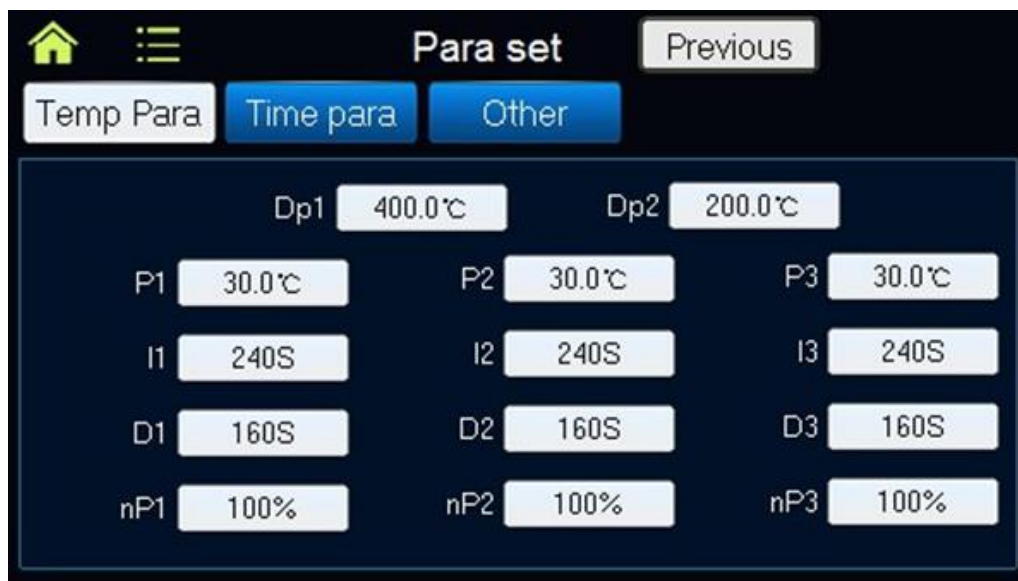 Para set Previous
Temp Para Time para Other
Dp1 400.0℃ Dp2 200.0℃
P1 30.0℃ P2 30.0℃ P3 30.0℃
I1 240S I2 240S I3 240S
D1 160S D2 160S D3 160S
nP1 100% nP2 100% nP3 100%